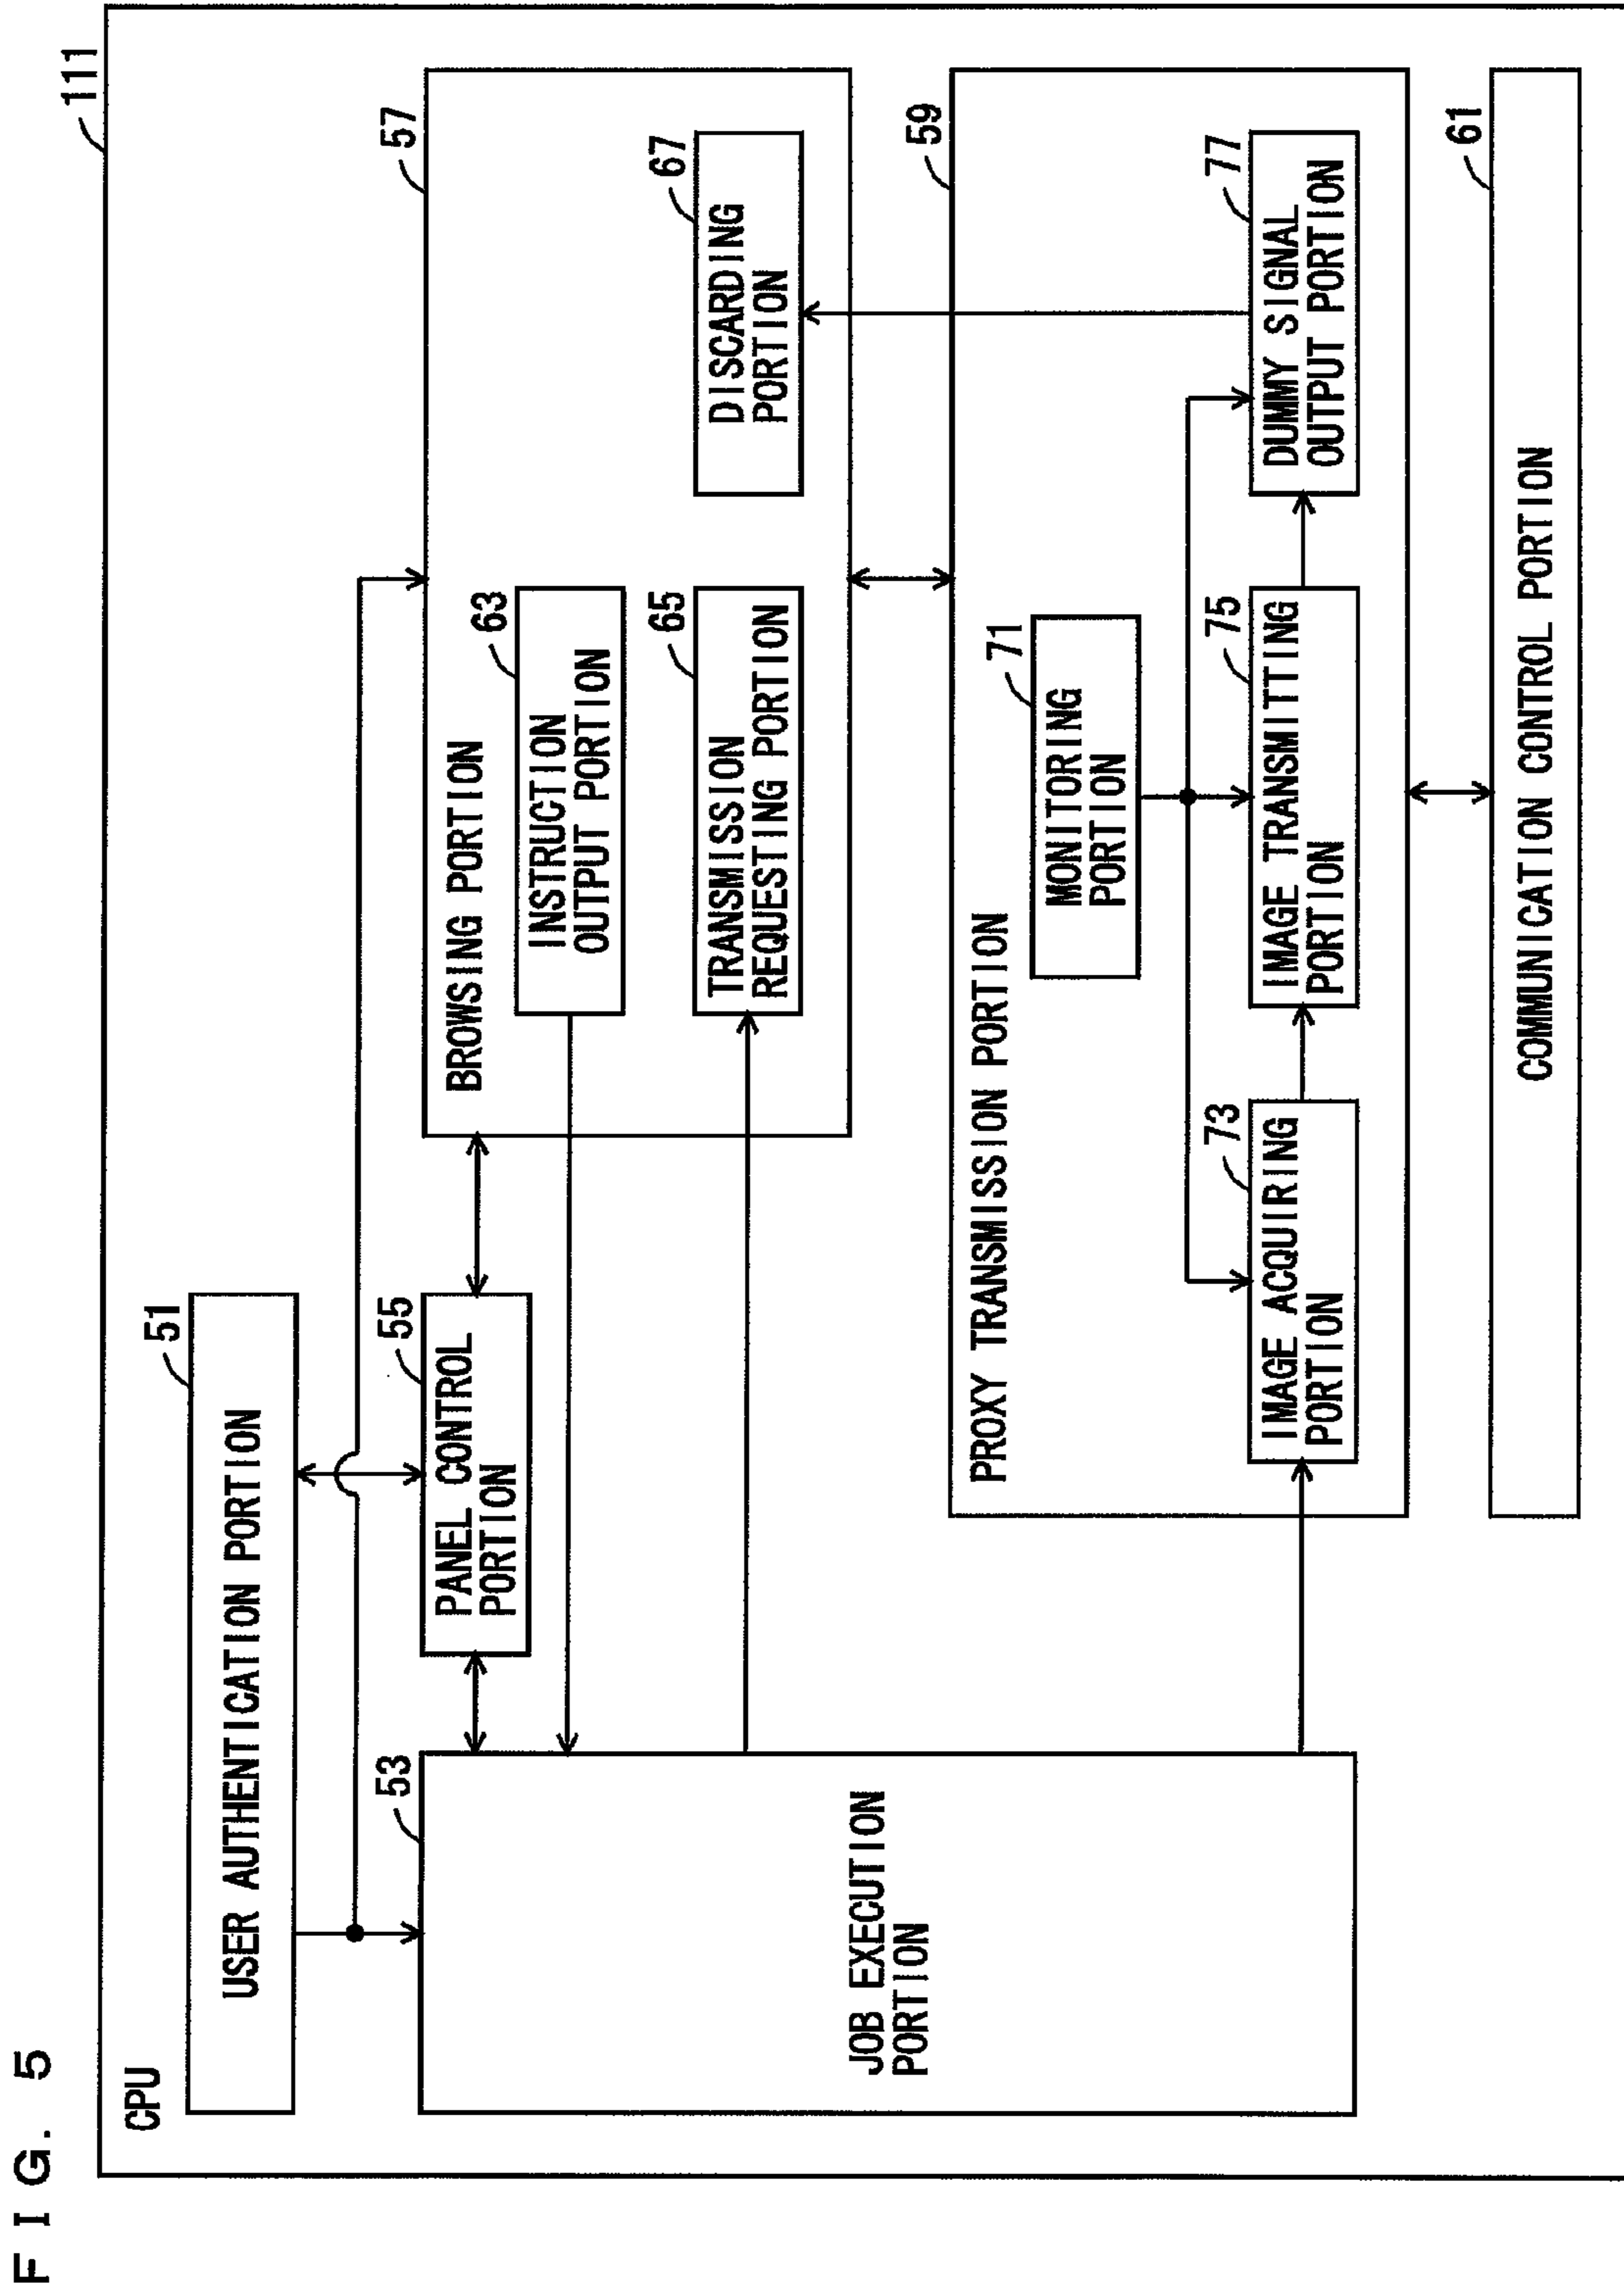 FIG. 5
111
CPU
51
USER AUTHENTICATION PORTION
53
JOB EXECUTION
PORTION
55
PANEL CONTROL
PORTION
57
BROWSING PORTION
63
INSTRUCTION
OUTPUT PORTION
65
TRANSMISSION
REQUESTING PORTION
67
DISCARDING
PORTION
59
PROXY TRANSMISSION PORTION
71
MONITORING
PORTION
73
IMAGE ACQUIRING
PORTION
75
IMAGE TRANSMITTING
PORTION
77
DUMMY SIGNAL
OUTPUT PORTION
61
COMMUNICATION CONTROL PORTION